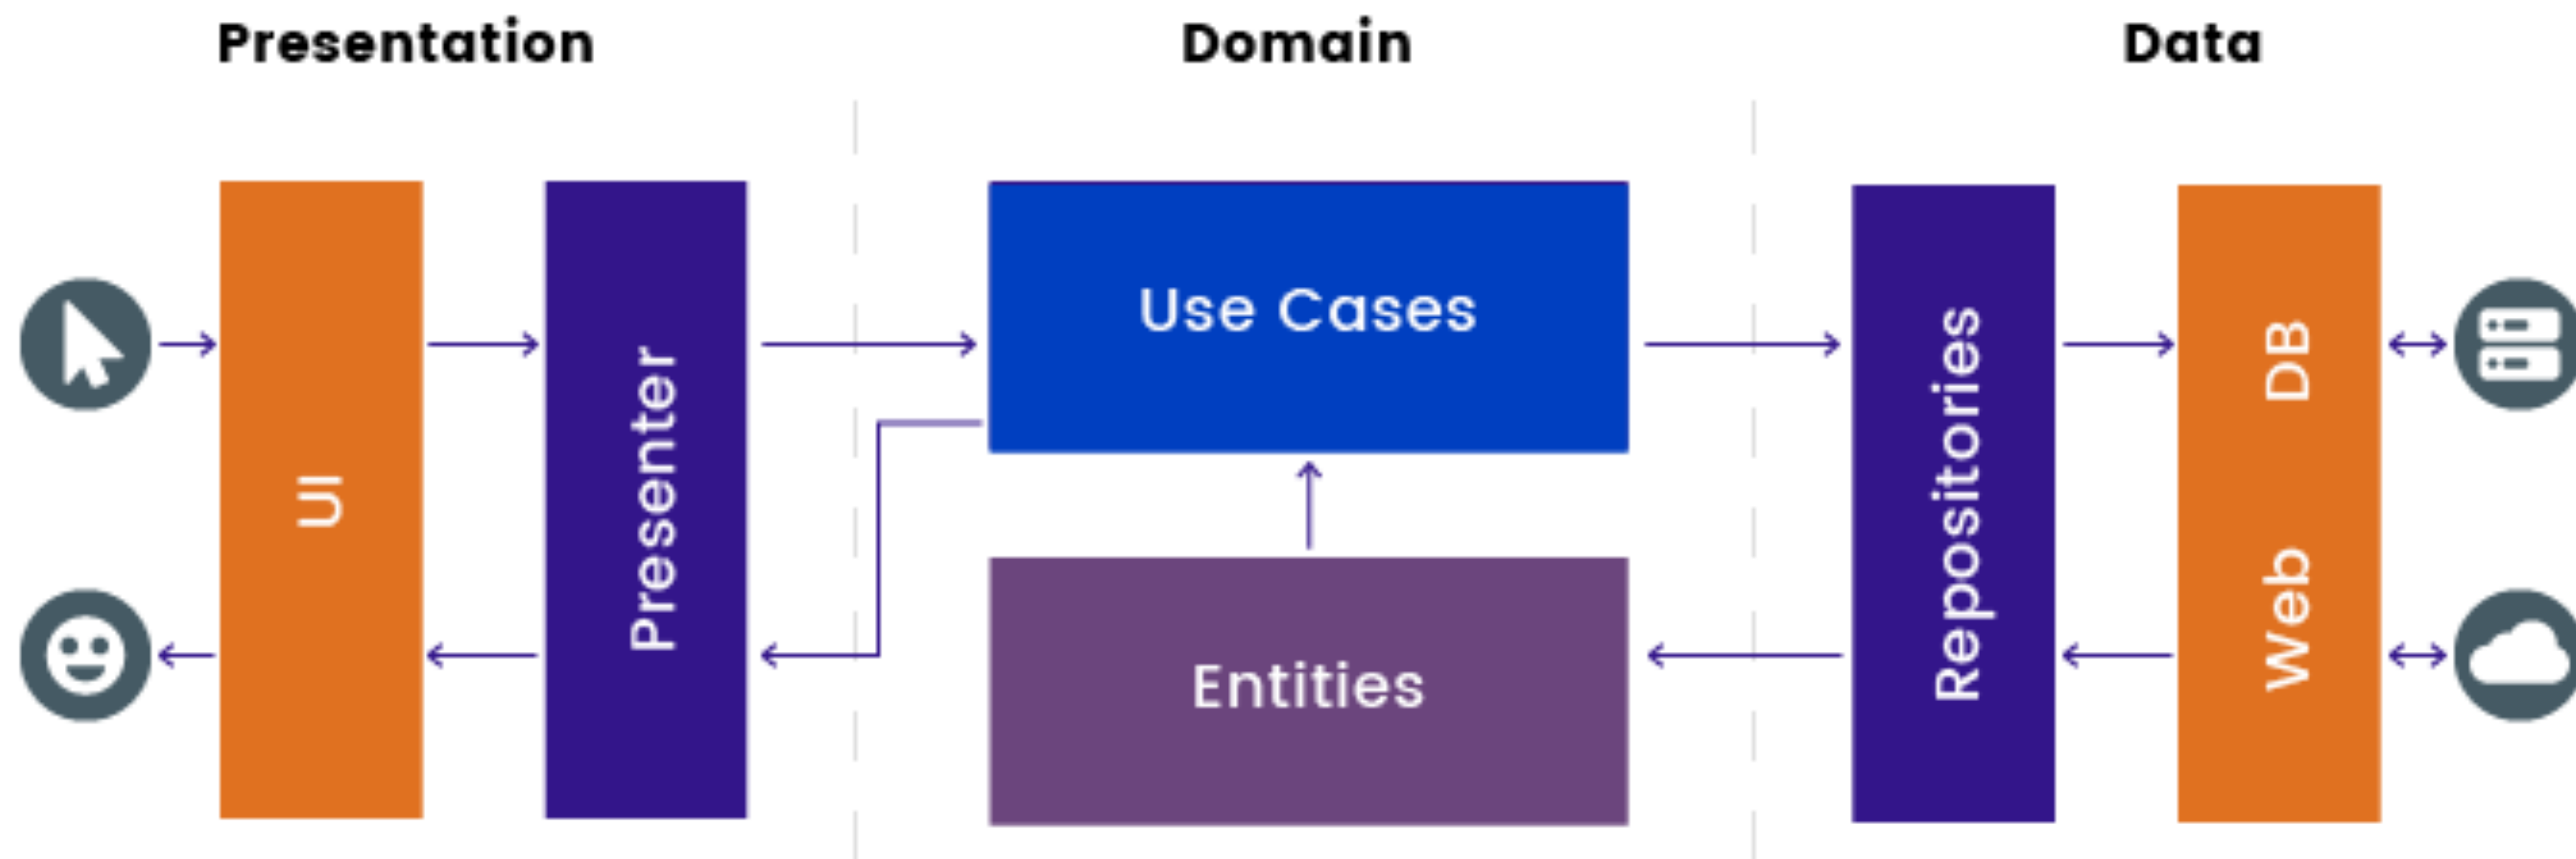 Presentation
Domain
Data
UI
Presenter
Use Cases
Entities
Repositories
DB
Web